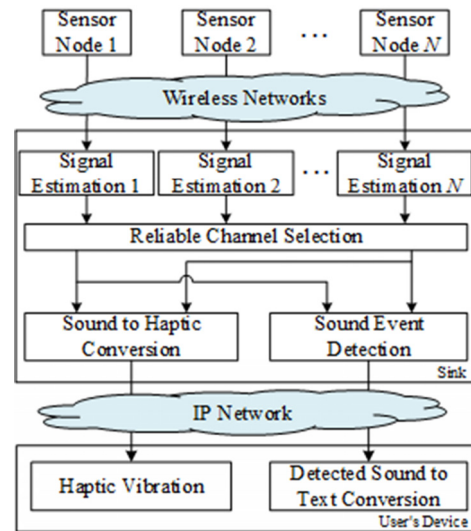 Sensor
Node 1
Sensor
Node 2
...
Sensor
Node N
Wireless Networks
Signal
Estimation 1
Signal
Estimation 2
...
Signal
Estimation N
Reliable Channel Selection
Sound to Haptic
Conversion
Sound Event
Detection
Sink
IP Network
Haptic Vibration
Detected Sound to
Text Conversion
User's Device